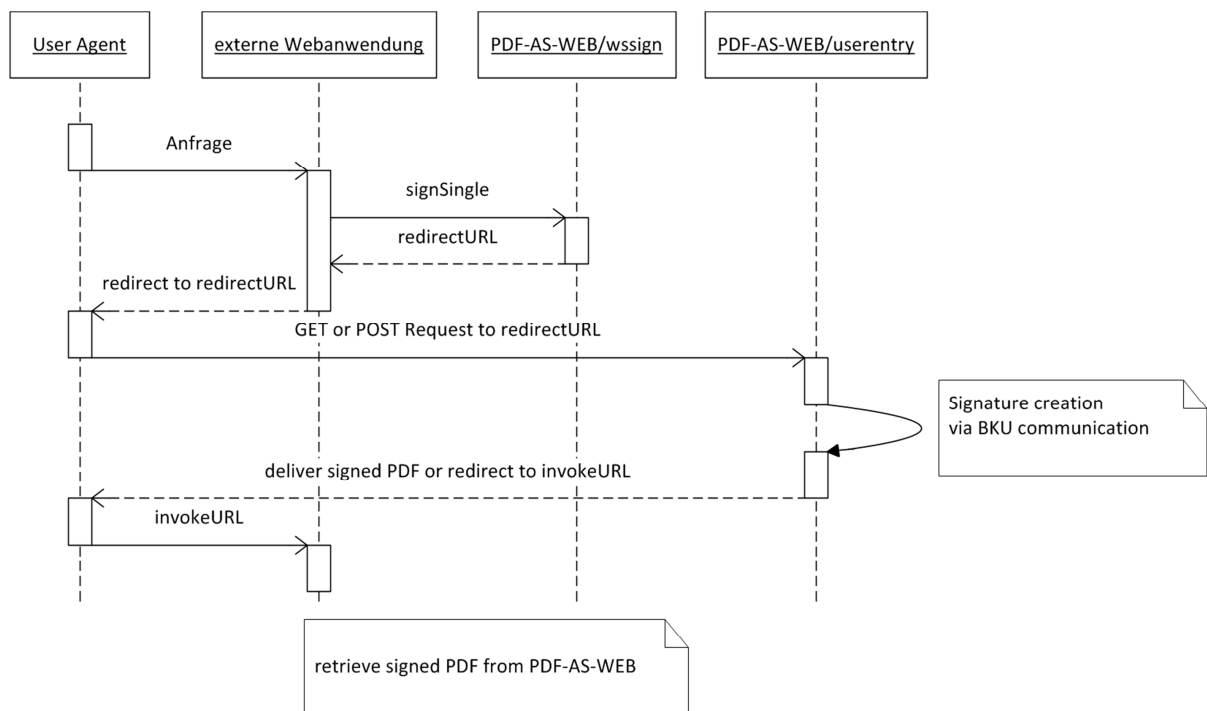 User Agent
externe Webanwendung
PDF-AS-WEB/wssign
PDF-AS-WEB/userentry
Anfrage
signSingle
redirectURL
redirect to redirectURL
GET or POST Request to redirectURL
Signature creation
via BKU communication
deliver signed PDF or redirect to invokeURL
invokeURL
retrieve signed PDF from PDF-AS-WEB